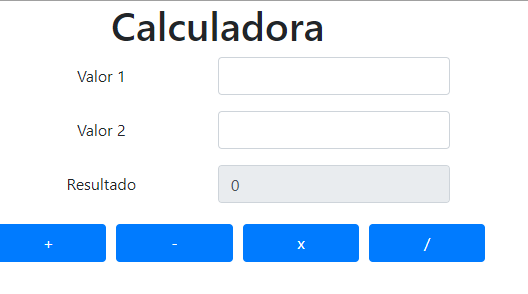 Calculadora
Valor 1
Valor 2
Resultado 0
+ - x /